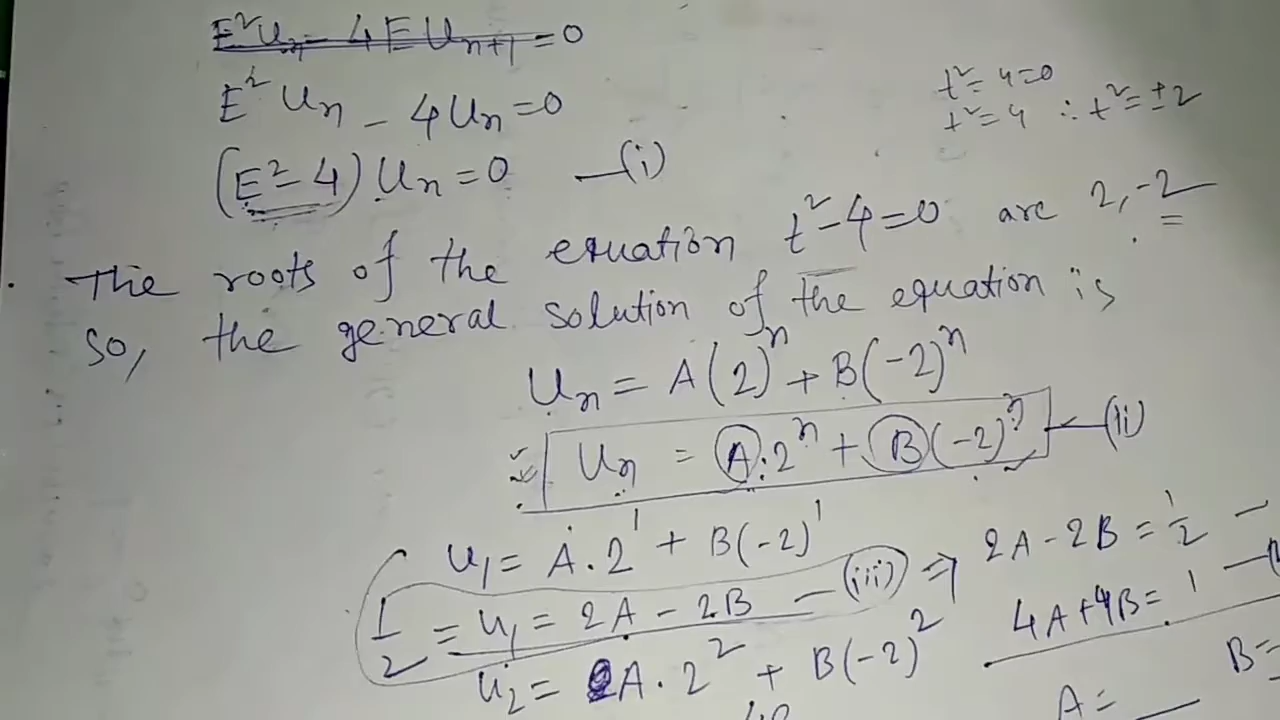 E²Uₙ - 4EUₙ₊₁ = 0
E²Uₙ - 4Uₙ = 0
t² - 4 = 0
t² = 4 ∴ t² = ±2
(E² - 4)Uₙ = 0 —(i)
The roots of the equation t² - 4 = 0 are 2, -2
So, the general solution of the equation is
Uₙ = A(2)ⁿ + B(-2)ⁿ
Uₙ = A.2ⁿ + B(-2)ⁿ —(ii)
U₁ = A.2¹ + B(-2)¹
1/2 = U₁ = 2A - 2B —(iii) ⇒ 2A - 2B = 1/2 —
4A + 4B = 1 —(
U₂ = A.2² + B(-2)²
B =
A =